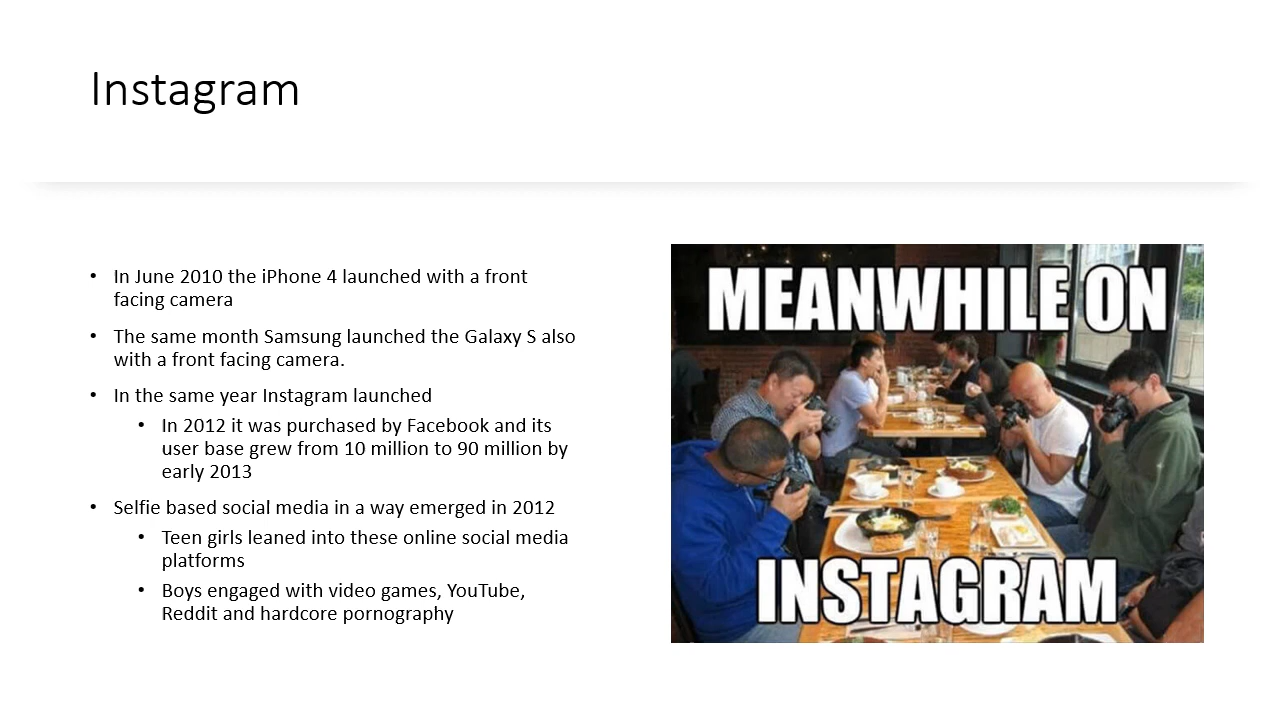 Instagram
• In June 2010 the iPhone 4 launched with a front
facing camera
• The same month Samsung launched the Galaxy S also
with a front facing camera.
• In the same year Instagram launched
• In 2012 it was purchased by Facebook and its
user base grew from 10 million to 90 million by
early 2013
• Selfie based social media in a way emerged in 2012
• Teen girls leaned into these online social media
platforms
• Boys engaged with video games, YouTube,
Reddit and hardcore pornography
MEANWHILE ON
INSTAGRAM